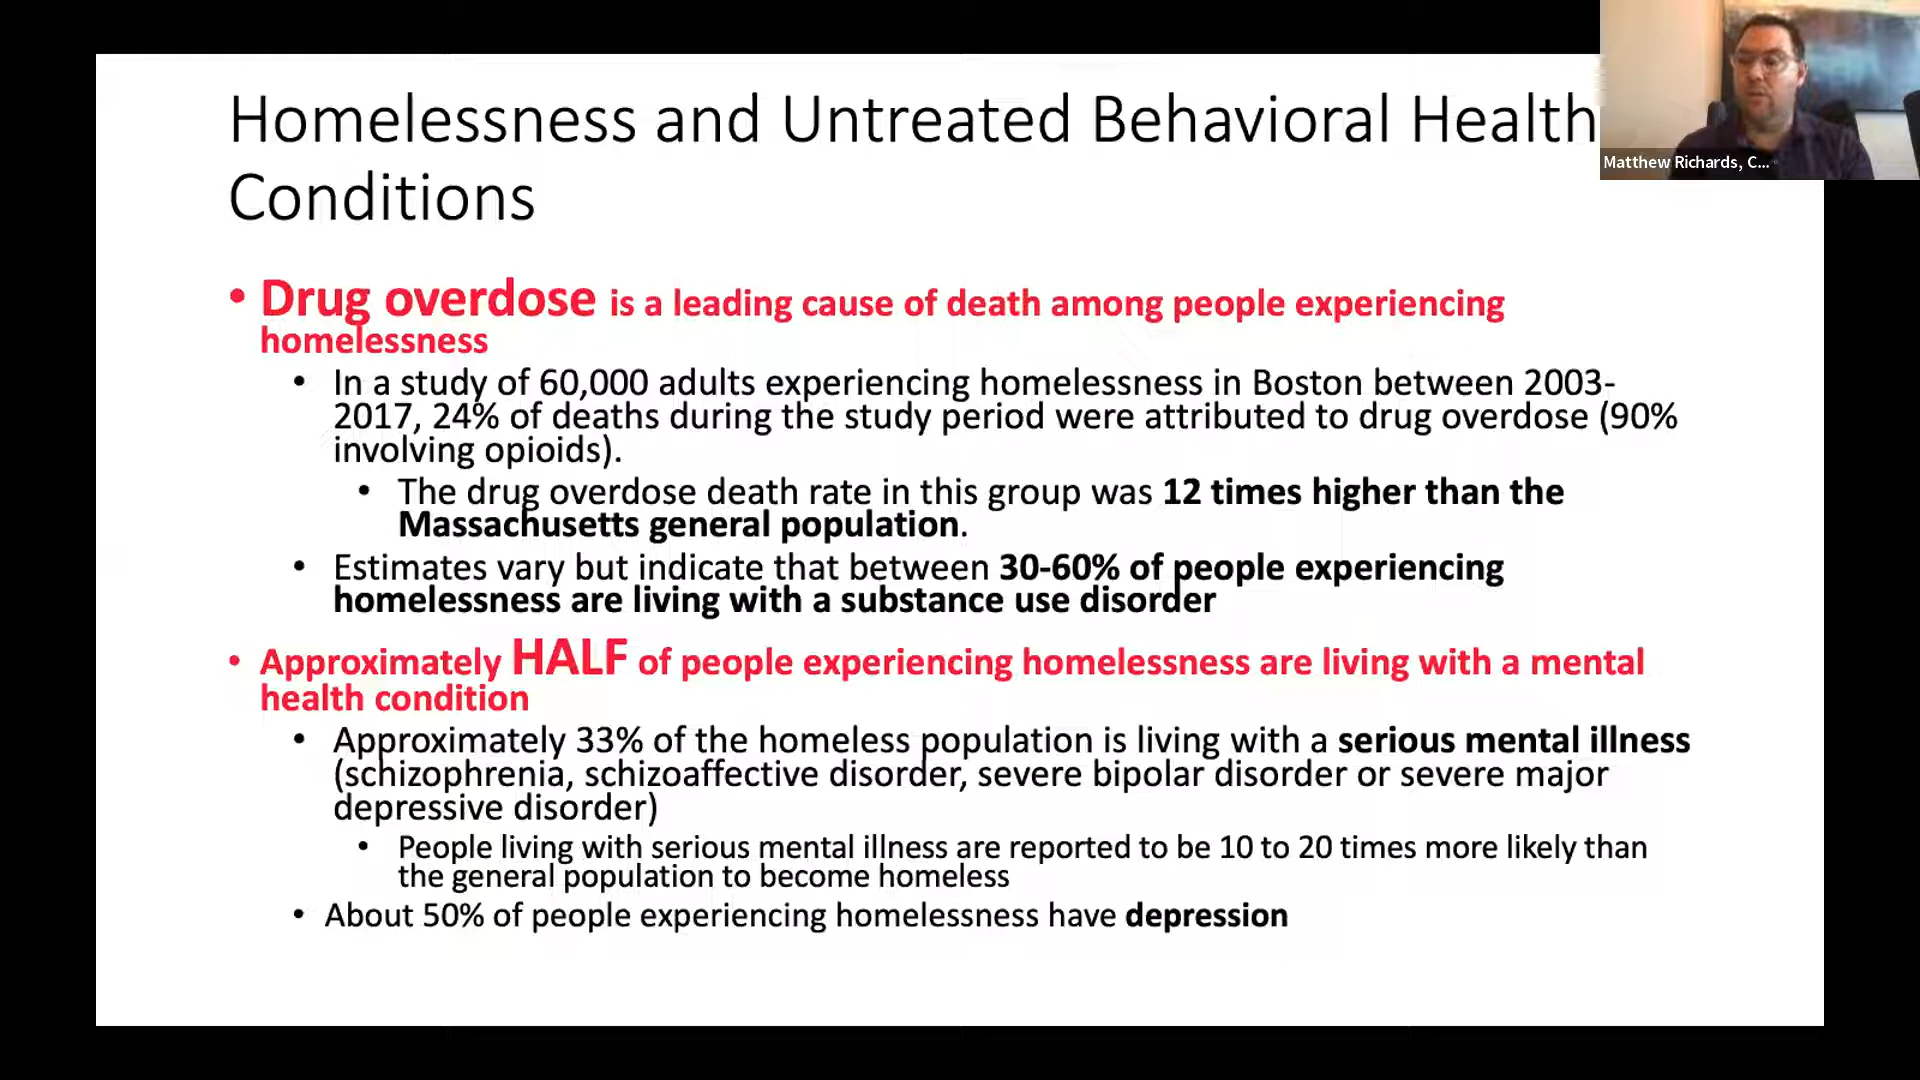 Homelessness and Untreated Behavioral Health
Conditions
Matthew Richards, C...
• Drug overdose is a leading cause of death among people experiencing
homelessness
• In a study of 60,000 adults experiencing homelessness in Boston between 2003-
2017, 24% of deaths during the study period were attributed to drug overdose (90%
involving opioids).
• The drug overdose death rate in this group was 12 times higher than the
Massachusetts general population.
• Estimates vary but indicate that between 30-60% of people experiencing
homelessness are living with a substance use disorder
• Approximately HALF of people experiencing homelessness are living with a mental
health condition
• Approximately 33% of the homeless population is living with a serious mental illness
(schizophrenia, schizoaffective disorder, severe bipolar disorder or severe major
depressive disorder)
• People living with serious mental illness are reported to be 10 to 20 times more likely than
the general population to become homeless
• About 50% of people experiencing homelessness have depression